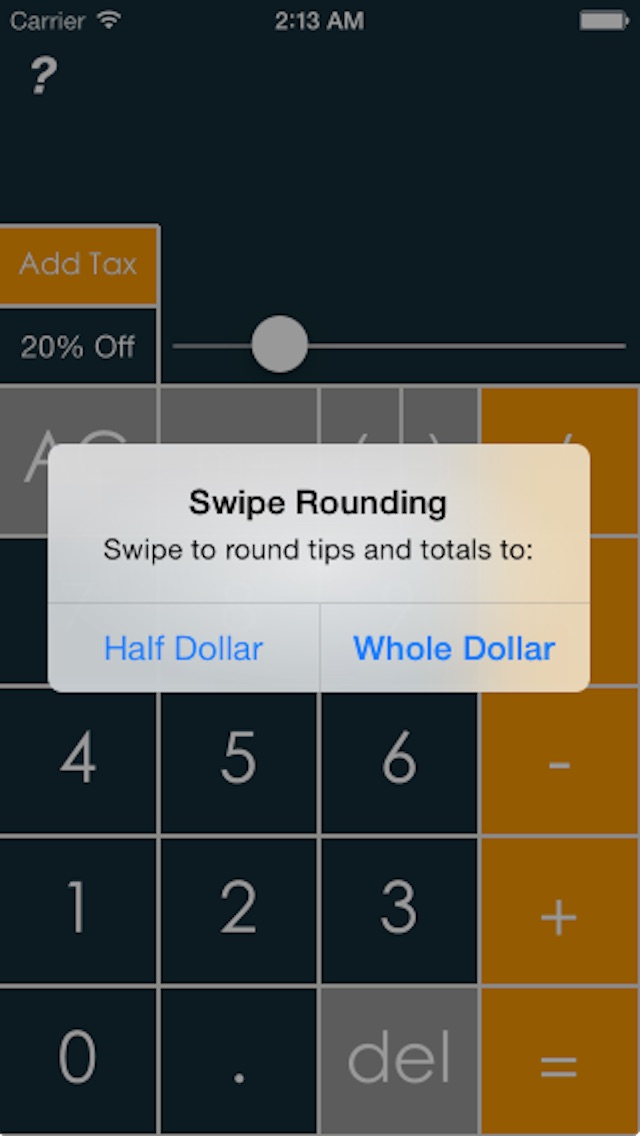 Carrier 2:13 AM
?
Add Tax
20% Off
Swipe Rounding
Swipe to round tips and totals to:
Half Dollar Whole Dollar
4 5 6 -
1 2 3 +
0 . del =